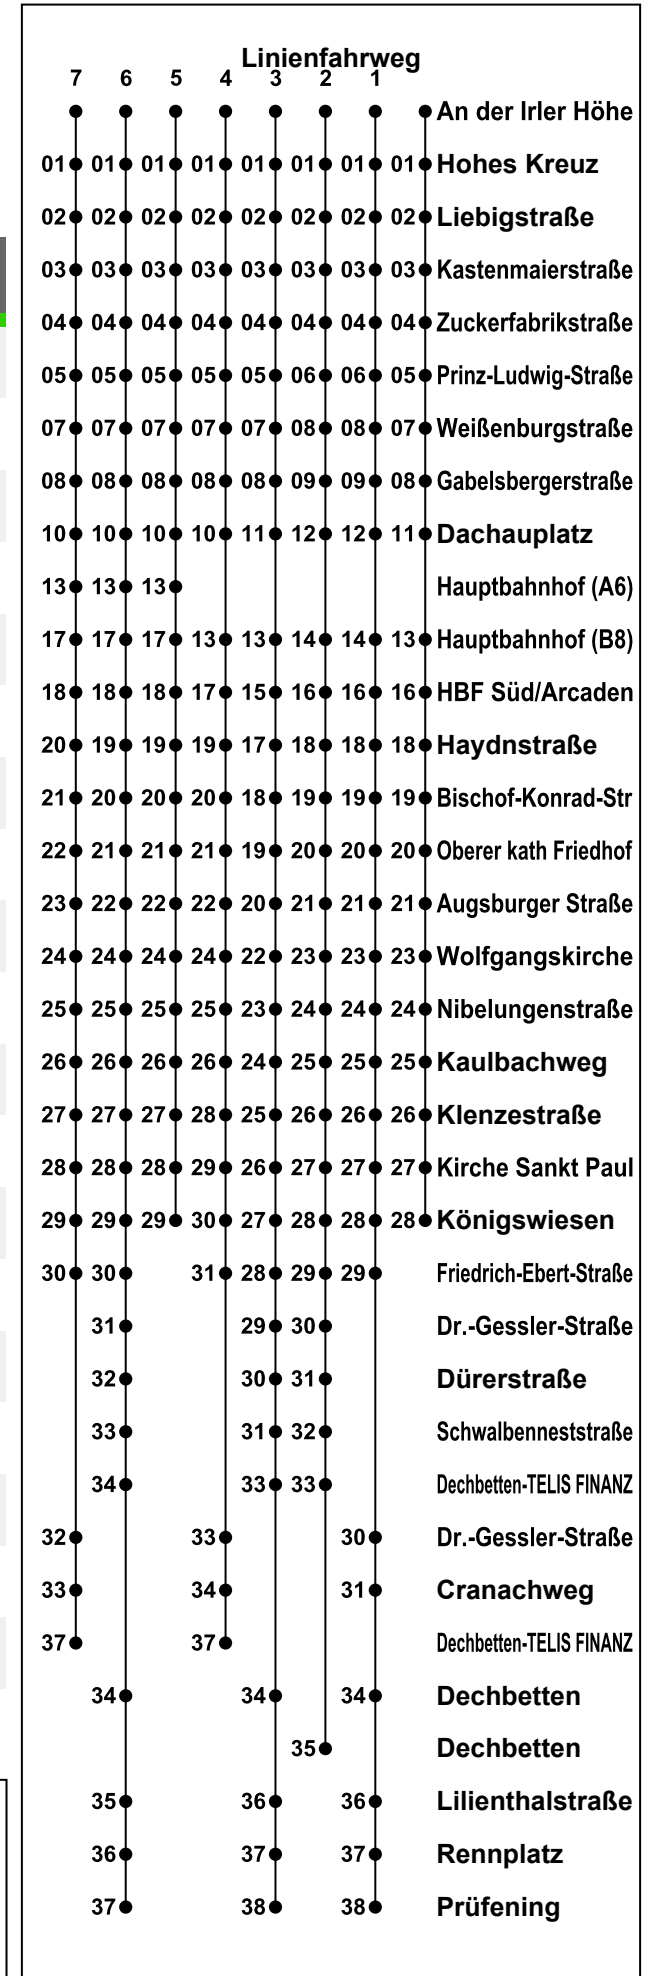 Linienfahrweg
7 6 5 4 3 2 1
An der Irler Höhe
01 01 01 01 01 01 01 01 Hohes Kreuz
02 02 02 02 02 02 02 02 Liebigstraße
03 03 03 03 03 03 03 03 Kastenmaierstraße
04 04 04 04 04 04 04 04 Zuckerfabrikstraße
05 05 05 05 05 06 06 05 Prinz-Ludwig-Straße
07 07 07 07 07 08 08 07 Weißenburgstraße
08 08 08 08 08 09 09 08 Gabelsbergerstraße
10 10 10 10 11 12 12 11 Dachauplatz
13 13 13 Hauptbahnhof (A6)
17 17 17 13 13 14 14 13 Hauptbahnhof (B8)
18 18 18 17 15 16 16 16 HBF Süd/Arcaden
20 19 19 19 17 18 18 18 Haydnstraße
21 20 20 20 18 19 19 19 Bischof-Konrad-Str
22 21 21 21 19 20 20 20 Oberer kath Friedhof
23 22 22 22 20 21 21 21 Augsburger Straße
24 24 24 24 22 23 23 23 Wolfgangskirche
25 25 25 25 23 24 24 24 Nibelungenstraße
26 26 26 26 24 25 25 25 Kaulbachweg
27 27 27 28 25 26 26 26 Klenzestraße
28 28 28 29 26 27 27 27 Kirche Sankt Paul
29 29 29 30 27 28 28 28 Königswiesen
30 30 31 28 29 29 Friedrich-Ebert-Straße
31 29 30 Dr.-Gessler-Straße
32 30 31 Dürerstraße
33 31 32 Schwalbenneststraße
34 33 33 Dechbetten-TELIS FINANZ
32 33 30 Dr.-Gessler-Straße
33 34 31 Cranachweg
37 37 Dechbetten-TELIS FINANZ
34 34 34 Dechbetten
35 Dechbetten
35 36 36 Lilienthalstraße
36 37 37 Rennplatz
37 38 38 Prüfening